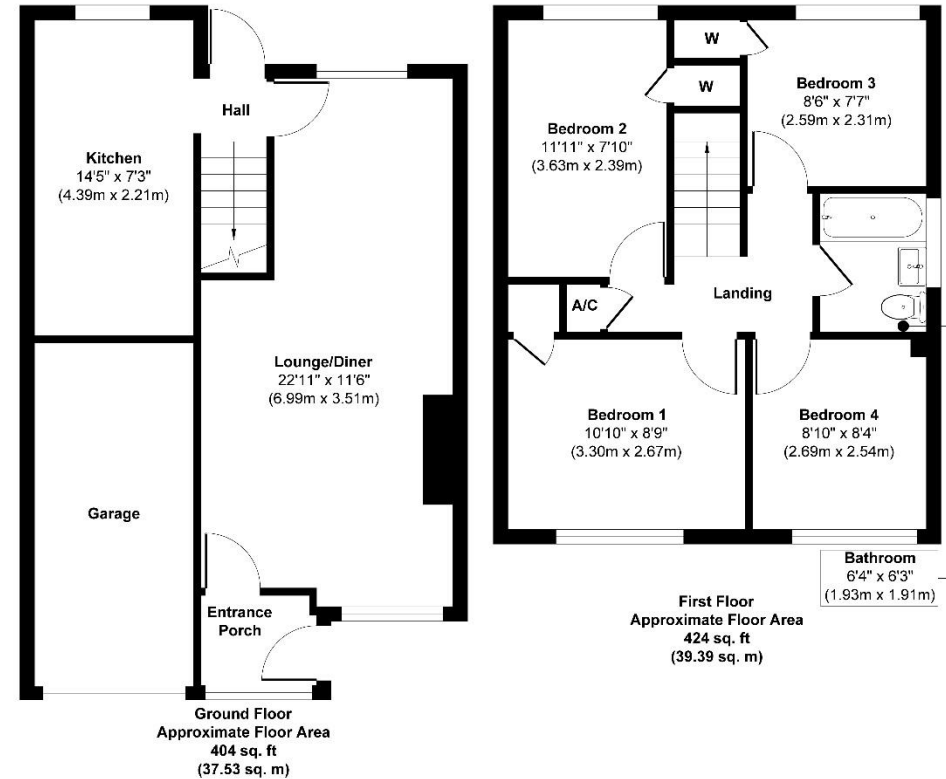 Hall
Kitchen
14'5" x 7'3"
(4.39m x 2.21m)
Lounge/Diner
22'11" x 11'6"
(6.99m x 3.51m)
Garage
Entrance
Porch
Ground Floor
Approximate Floor Area
404 sq. ft
(37.53 sq. m)
W
W
Bedroom 3
8'6" x 7'7"
(2.59m x 2.31m)
Bedroom 2
11'11" x 7'10"
(3.63m x 2.39m)
A/C
Landing
Bedroom 1
10'10" x 8'9"
(3.30m x 2.67m)
Bedroom 4
8'10" x 8'4"
(2.69m x 2.54m)
Bathroom
6'4" x 6'3"
(1.93m x 1.91m)
First Floor
Approximate Floor Area
424 sq. ft
(39.39 sq. m)